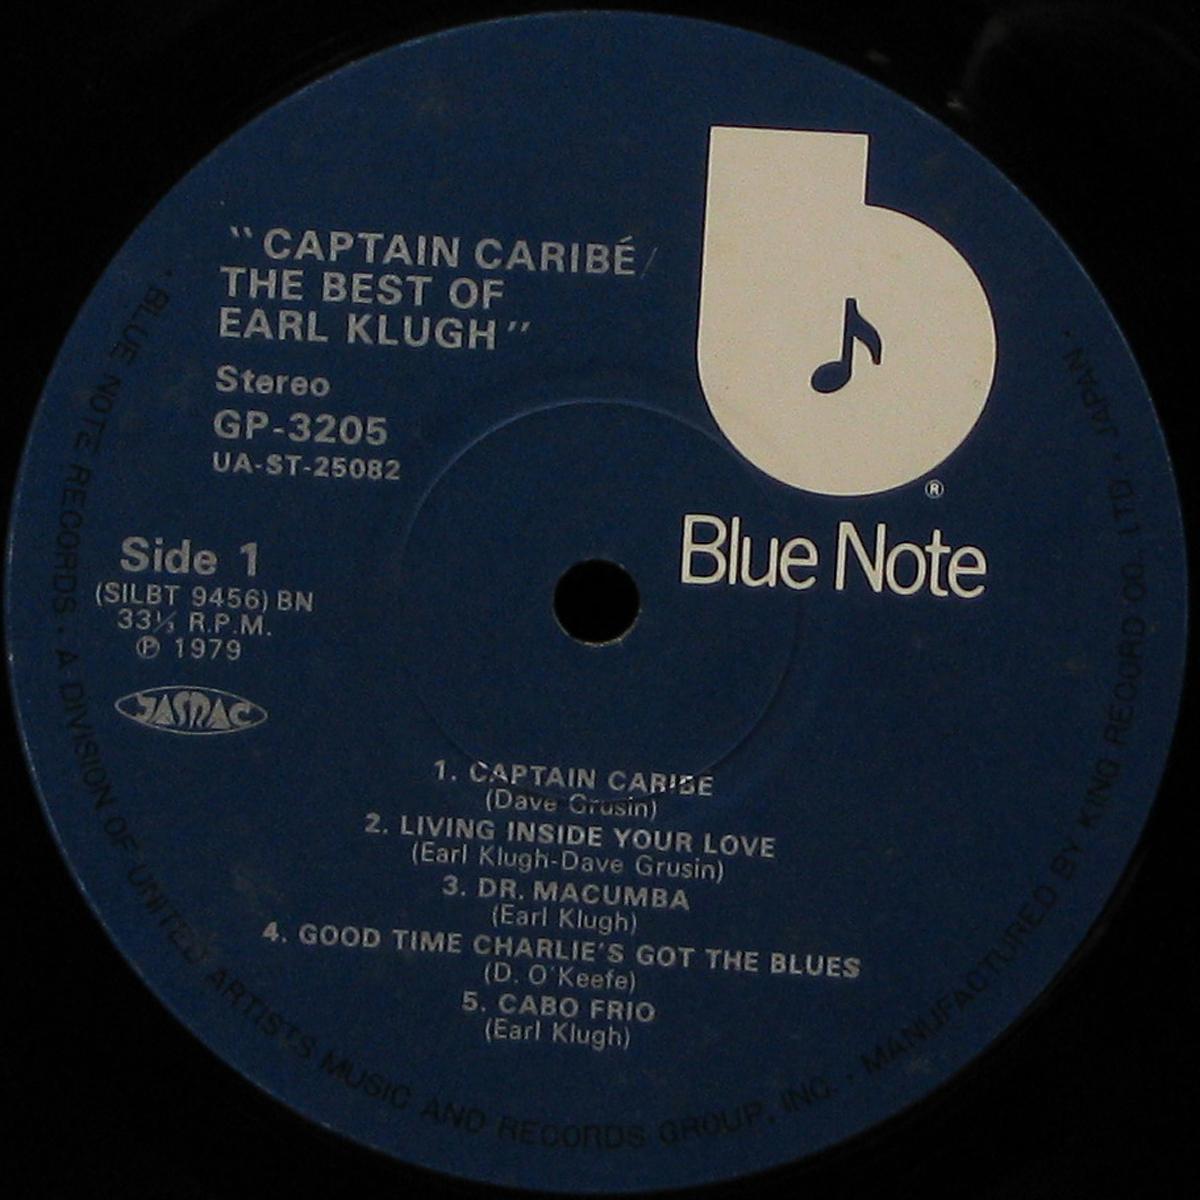 "CAPTAIN CARIBÉ/
THE BEST OF
EARL KLUGH"
Stereo
GP-3205
UA-ST-25082
Side 1
(SILBT 9456) BN
33⅓ R.P.M.
℗ 1979
JASRAC
®
Blue Note
1. CAPTAIN CARIBE
(Dave Grusin)
2. LIVING INSIDE YOUR LOVE
(Earl Klugh-Dave Grusin)
3. DR. MACUMBA
(Earl Klugh)
4. GOOD TIME CHARLIE'S GOT THE BLUES
(D. O'Keefe)
5. CABO FRIO
(Earl Klugh)
· BLUE NOTE RECORDS · A DIVISION OF UNITED ARTISTS MUSIC AND RECORDS GROUP, INC. · MANUFACTURED BY KING RECORD CO., LTD. · JAPAN ·